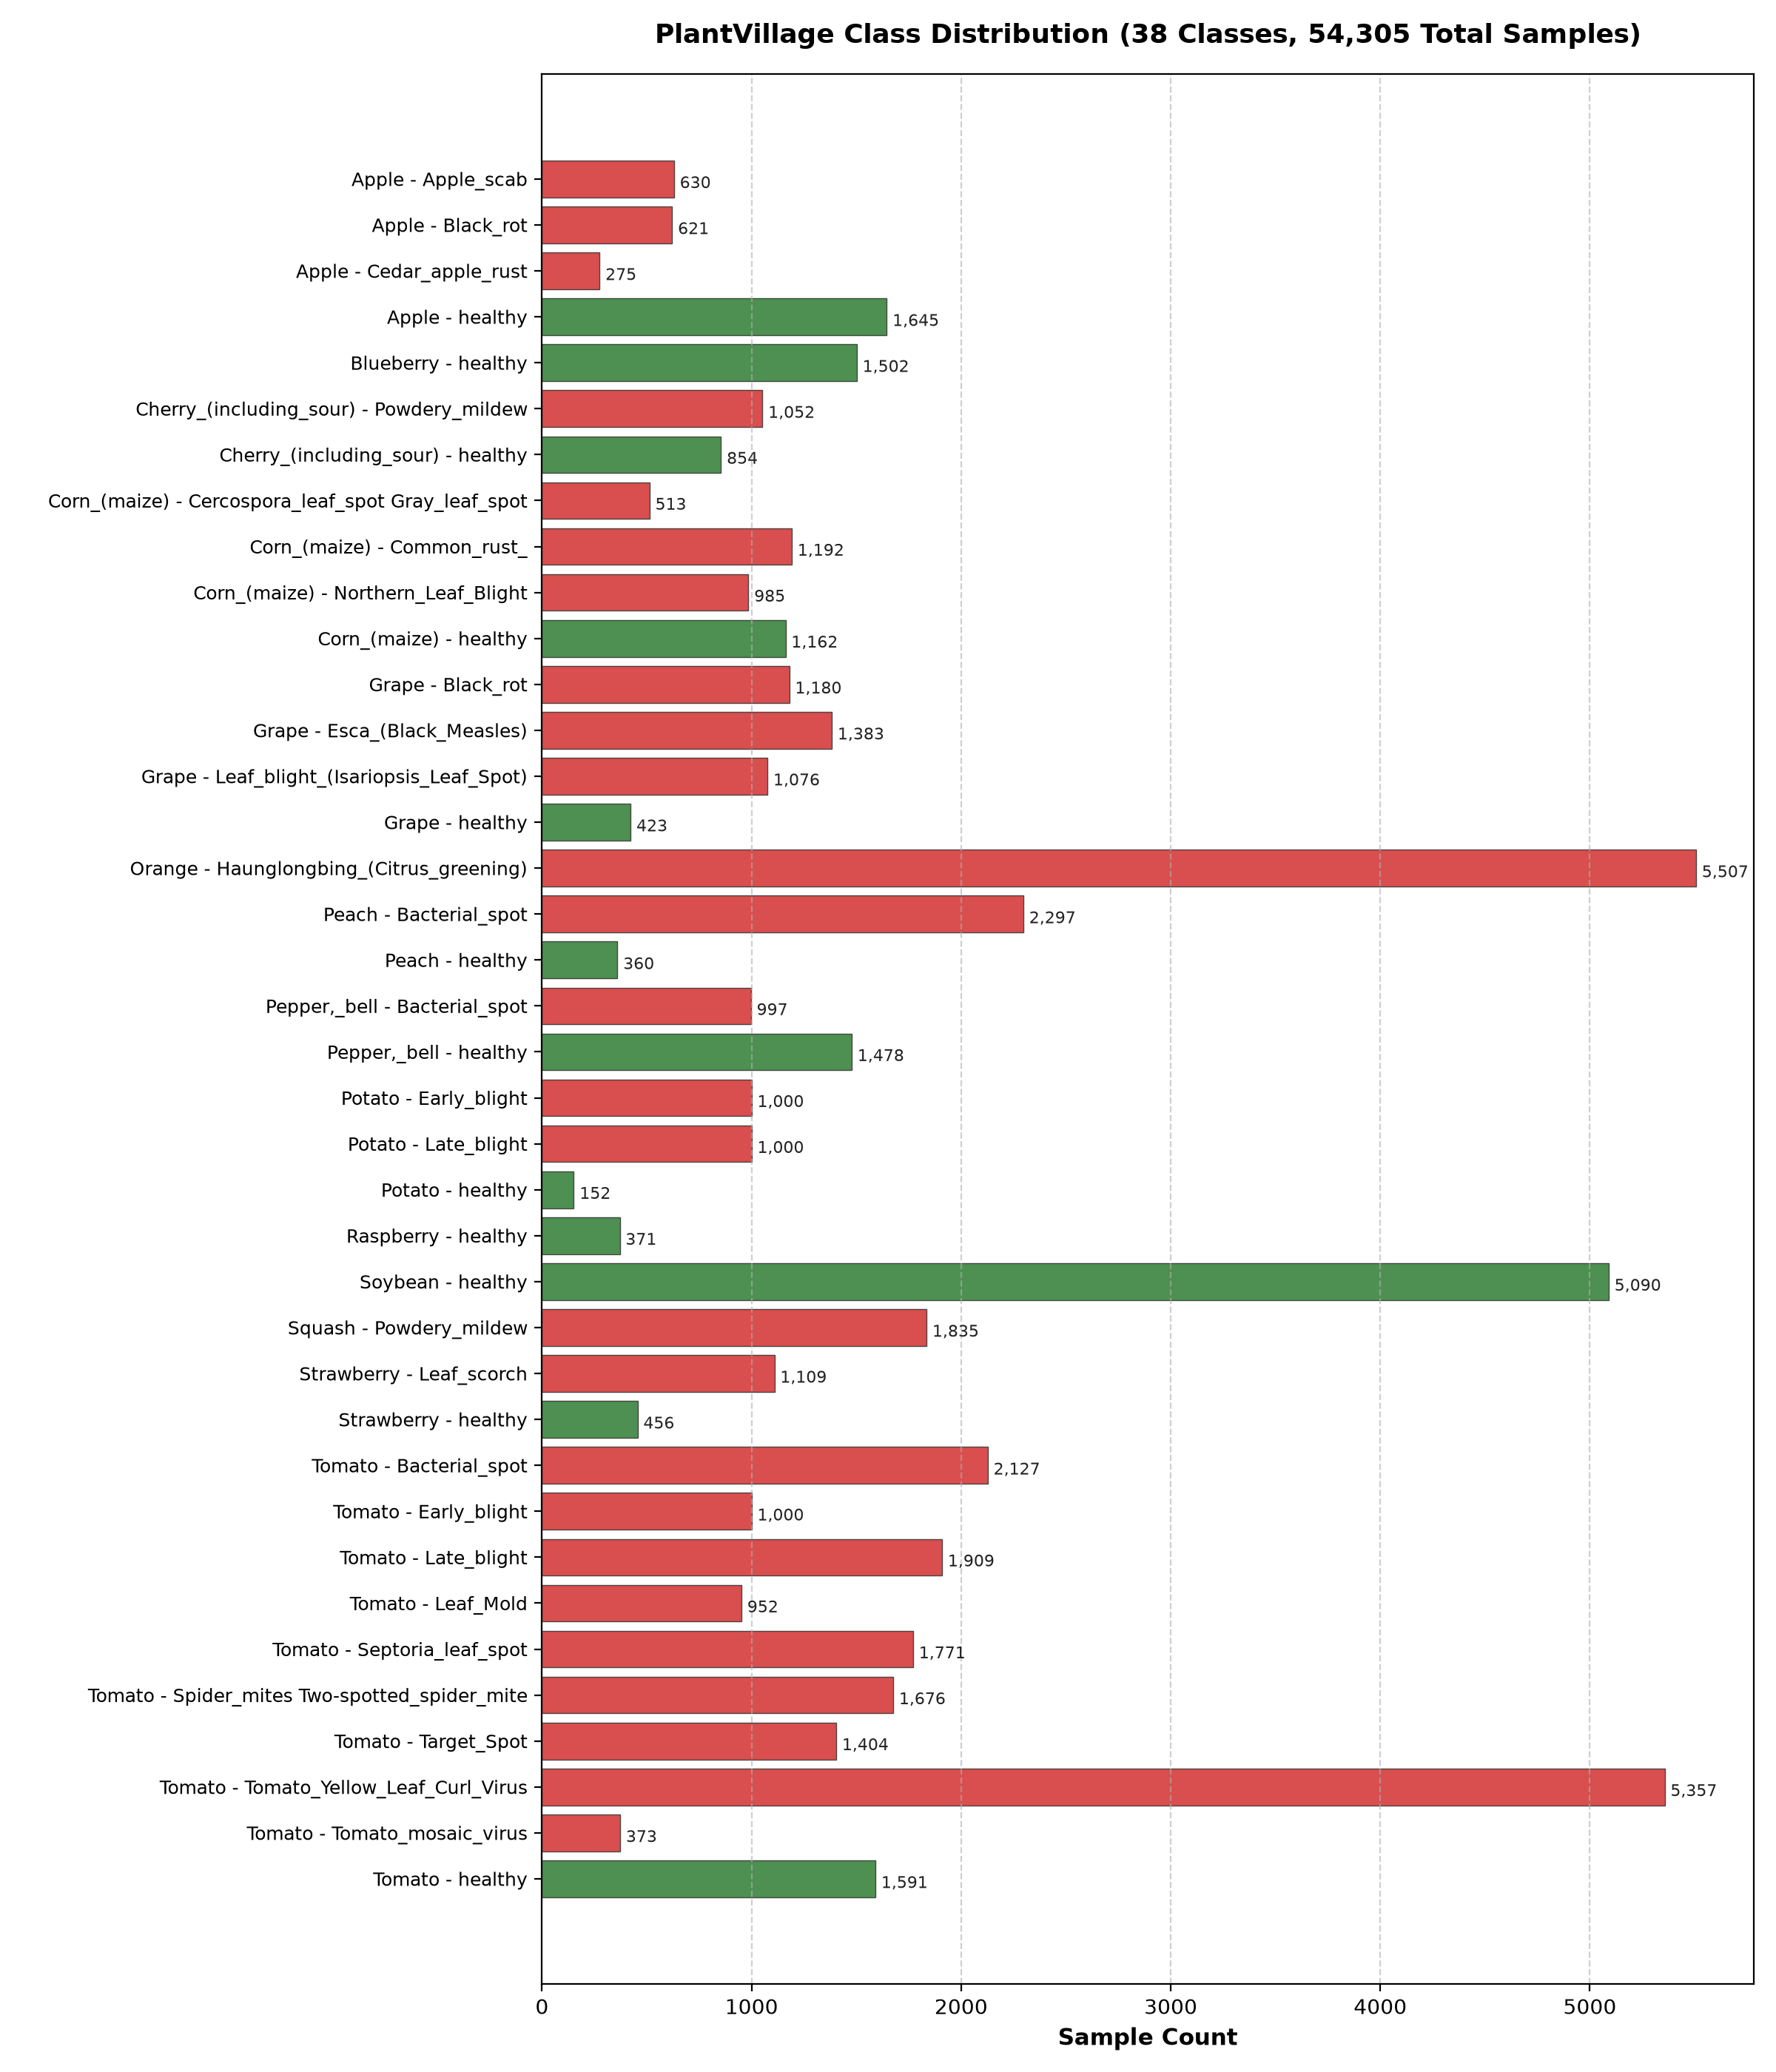 PlantVillage Class Distribution (38 Classes, 54,305 Total Samples)
Apple - Apple_scab 630
Apple - Black_rot 621
Apple - Cedar_apple_rust 275
Apple - healthy 1,645
Blueberry - healthy 1,502
Cherry_(including_sour) - Powdery_mildew 1,052
Cherry_(including_sour) - healthy 854
Corn_(maize) - Cercospora_leaf_spot Gray_leaf_spot 513
Corn_(maize) - Common_rust_ 1,192
Corn_(maize) - Northern_Leaf_Blight 985
Corn_(maize) - healthy 1,162
Grape - Black_rot 1,180
Grape - Esca_(Black_Measles) 1,383
Grape - Leaf_blight_(Isariopsis_Leaf_Spot) 1,076
Grape - healthy 423
Orange - Haunglongbing_(Citrus_greening) 5,507
Peach - Bacterial_spot 2,297
Peach - healthy 360
Pepper,_bell - Bacterial_spot 997
Pepper,_bell - healthy 1,478
Potato - Early_blight 1,000
Potato - Late_blight 1,000
Potato - healthy 152
Raspberry - healthy 371
Soybean - healthy 5,090
Squash - Powdery_mildew 1,835
Strawberry - Leaf_scorch 1,109
Strawberry - healthy 456
Tomato - Bacterial_spot 2,127
Tomato - Early_blight 1,000
Tomato - Late_blight 1,909
Tomato - Leaf_Mold 952
Tomato - Septoria_leaf_spot 1,771
Tomato - Spider_mites Two-spotted_spider_mite 1,676
Tomato - Target_Spot 1,404
Tomato - Tomato_Yellow_Leaf_Curl_Virus 5,357
Tomato - Tomato_mosaic_virus 373
Tomato - healthy 1,591
0 1000 2000 3000 4000 5000
Sample Count